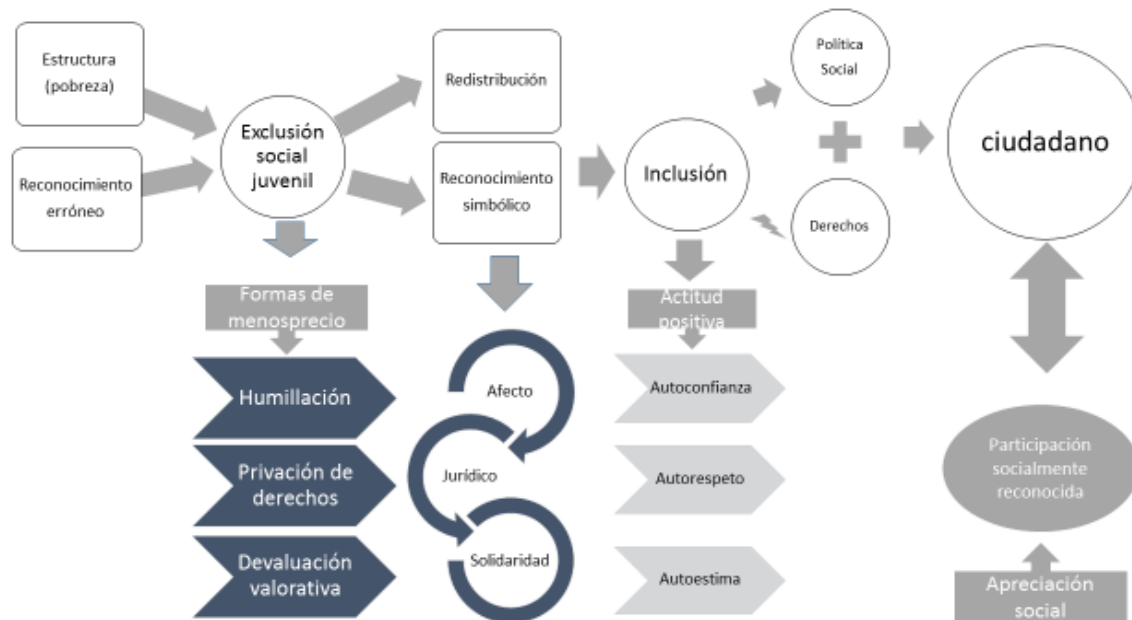 Estructura
(pobreza)
Reconocimiento
erróneo
Exclusión
social
juvenil
Redistribución
Reconocimiento
simbólico
Inclusión
Política
Social
Derechos
ciudadano
Formas de
menosprecio
Humillación
Privación de
derechos
Devaluación
valorativa
Afecto
Jurídico
Solidaridad
Actitud
positiva
Autoconfianza
Autorespeto
Autoestima
Participación
socialmente
reconocida
Apreciación
social